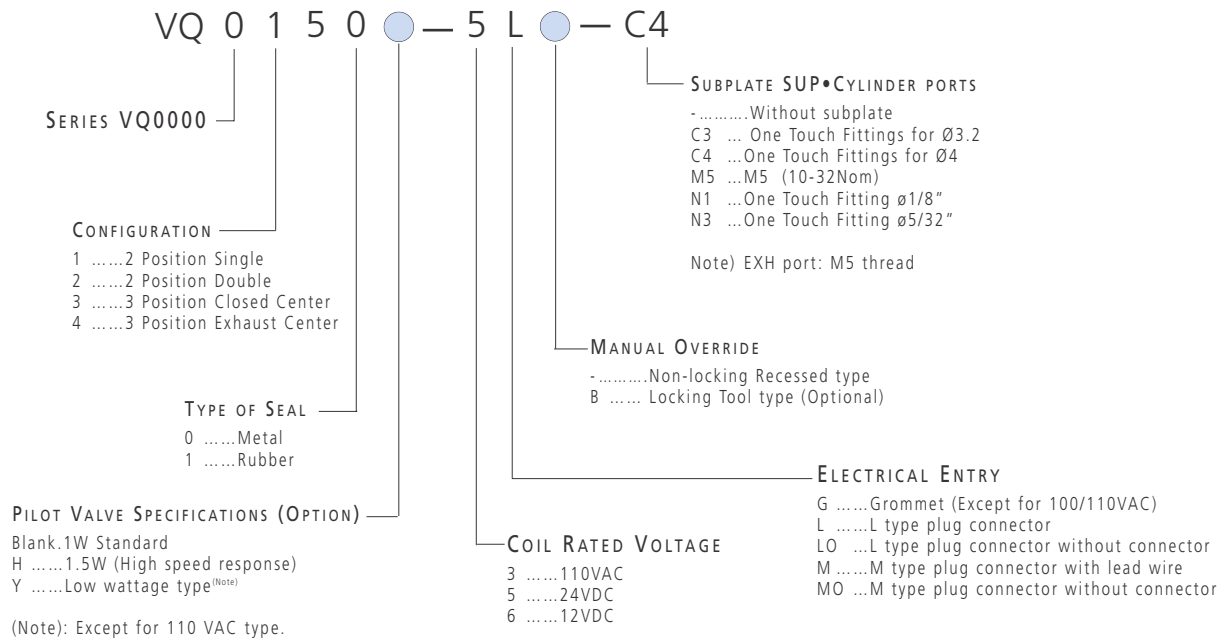 VQ 0 1 5 0 — 5 L — C4
SERIES VQ0000
CONFIGURATION
1 ......2 Position Single
2 ......2 Position Double
3 ......3 Position Closed Center
4 ......3 Position Exhaust Center
TYPE OF SEAL
0 ......Metal
1 ......Rubber
PILOT VALVE SPECIFICATIONS (OPTION)
Blank.1W Standard
H ......1.5W (High speed response)
Y ......Low wattage type(Note)
(Note): Except for 110 VAC type.
COIL RATED VOLTAGE
3 ......110VAC
5 ......24VDC
6 ......12VDC
ELECTRICAL ENTRY
G ......Grommet (Except for 100/110VAC)
L ......L type plug connector
LO ...L type plug connector without connector
M ......M type plug connector with lead wire
MO ...M type plug connector without connector
MANUAL OVERRIDE
-..........Non-locking Recessed type
B ...... Locking Tool type (Optional)
SUBPLATE SUP•CYLINDER PORTS
-..........Without subplate
C3 ... One Touch Fittings for Ø3.2
C4 ...One Touch Fittings for Ø4
M5 ...M5 (10-32Nom)
N1 ...One Touch Fitting ø1/8"
N3 ...One Touch Fitting ø5/32"
Note) EXH port: M5 thread